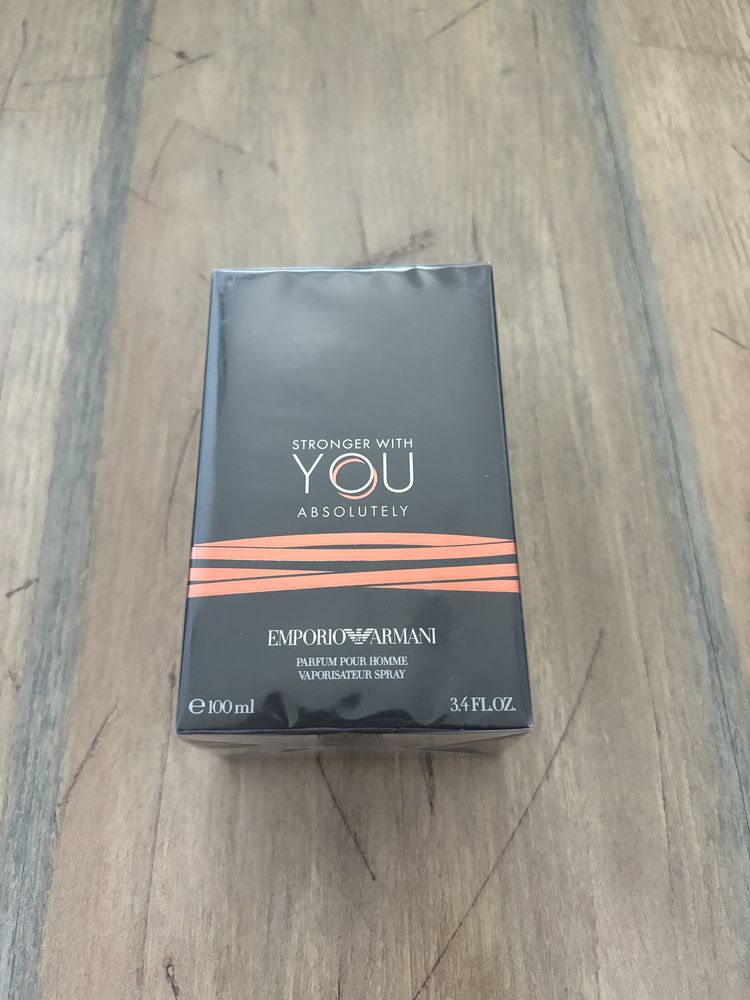 STRONGER WITH
YOU
ABSOLUTELY
EMPORIO ARMANI
PARFUM POUR HOMME
VAPORISATEUR SPRAY
℮ 100 ml 3.4 FL.OZ.